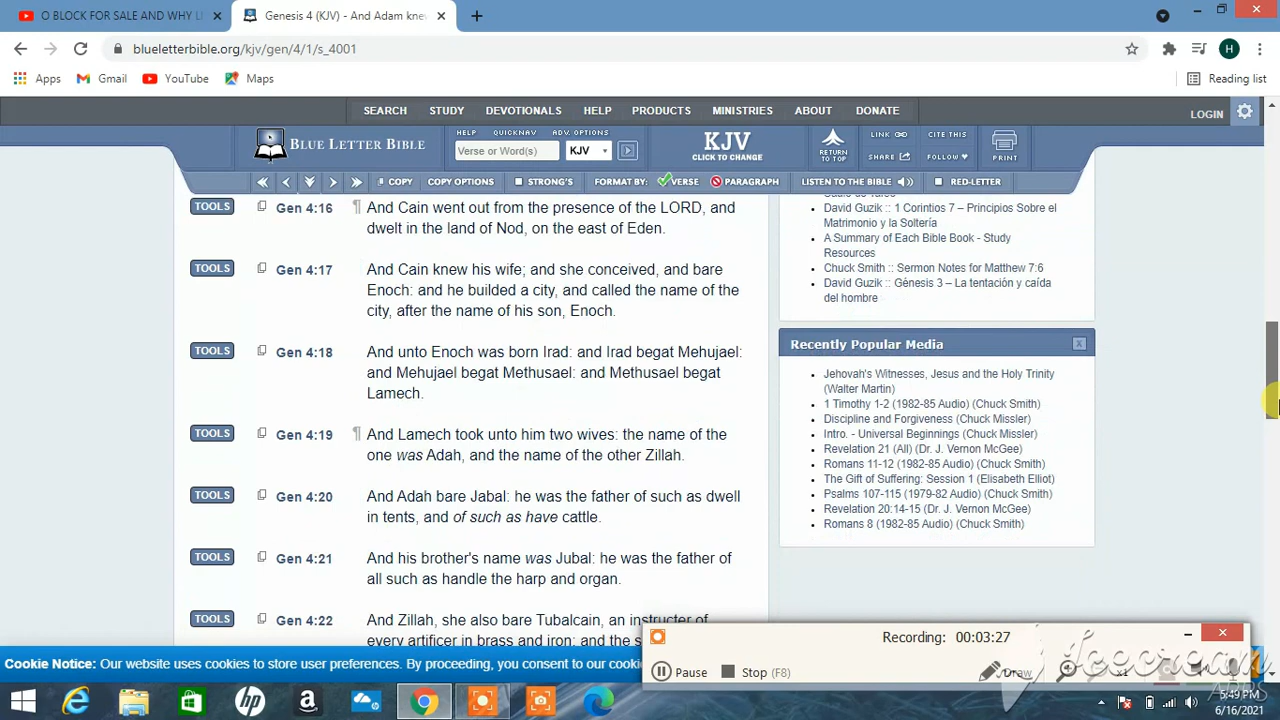 O BLOCK FOR SALE AND WHY L
Genesis 4 (KJV) - And Adam knew
blueletterbible.org/kjv/gen/4/1/s_4001
H
Apps
Gmail
YouTube
Maps
Reading list
SEARCH
STUDY
DEVOTIONALS
HELP
PRODUCTS
MINISTRIES
ABOUT
DONATE
LOGIN
BLUE LETTER BIBLE
HELP
QUICKNAV
ADV. OPTIONS
Verse or Word(s)
KJV
KJV
CLICK TO CHANGE
RETURN
TO TOP
LINK
SHARE
CITE THIS
FOLLOW
PRINT
COPY
COPY OPTIONS
STRONG'S
FORMAT BY:
VERSE
PARAGRAPH
LISTEN TO THE BIBLE
RED-LETTER
TOOLS Gen 4:16 ¶ And Cain went out from the presence of the LORD, and
dwelt in the land of Nod, on the east of Eden.
TOOLS Gen 4:17 And Cain knew his wife; and she conceived, and bare
Enoch: and he builded a city, and called the name of the
city, after the name of his son, Enoch.
TOOLS Gen 4:18 And unto Enoch was born Irad: and Irad begat Mehujael:
and Mehujael begat Methusael: and Methusael begat
Lamech.
TOOLS Gen 4:19 ¶ And Lamech took unto him two wives: the name of the
one was Adah, and the name of the other Zillah.
TOOLS Gen 4:20 And Adah bare Jabal: he was the father of such as dwell
in tents, and of such as have cattle.
TOOLS Gen 4:21 And his brother's name was Jubal: he was the father of
all such as handle the harp and organ.
TOOLS Gen 4:22 And Zillah, she also bare Tubalcain, an instructer of
every artificer in brass and iron: and the s
David Guzik :: 1 Corintios 7 – Principios Sobre el
Matrimonio y la Soltería
A Summary of Each Bible Book - Study
Resources
Chuck Smith :: Sermon Notes for Matthew 7:6
David Guzik :: Génesis 3 – La tentación y caída
del hombre
Recently Popular Media
Jehovah's Witnesses, Jesus and the Holy Trinity
(Walter Martin)
1 Timothy 1-2 (1982-85 Audio) (Chuck Smith)
Discipline and Forgiveness (Chuck Missler)
Intro. - Universal Beginnings (Chuck Missler)
Revelation 21 (All) (Dr. J. Vernon McGee)
Romans 11-12 (1982-85 Audio) (Chuck Smith)
The Gift of Suffering: Session 1 (Elisabeth Elliot)
Psalms 107-115 (1979-82 Audio) (Chuck Smith)
Revelation 20:14-15 (Dr. J. Vernon McGee)
Romans 8 (1982-85 Audio) (Chuck Smith)
Recording: 00:03:27
Pause
Stop (F8)
Draw
x1
Icecream
APPS
Cookie Notice: Our website uses cookies to store user preferences. By proceeding, you consent to our cooki
5:49 PM
6/16/2021